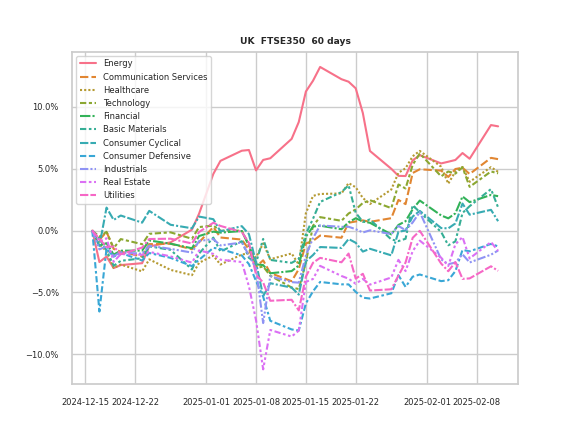 UK  FTSE350  60 days
Energy
Communication Services
Healthcare
Technology
Financial
Basic Materials
Consumer Cyclical
Consumer Defensive
Industrials
Real Estate
Utilities
10.0%
5.0%
0.0%
−5.0%
−10.0%
2024-12-15 2024-12-22 2025-01-01 2025-01-08 2025-01-15 2025-01-22 2025-02-01 2025-02-08